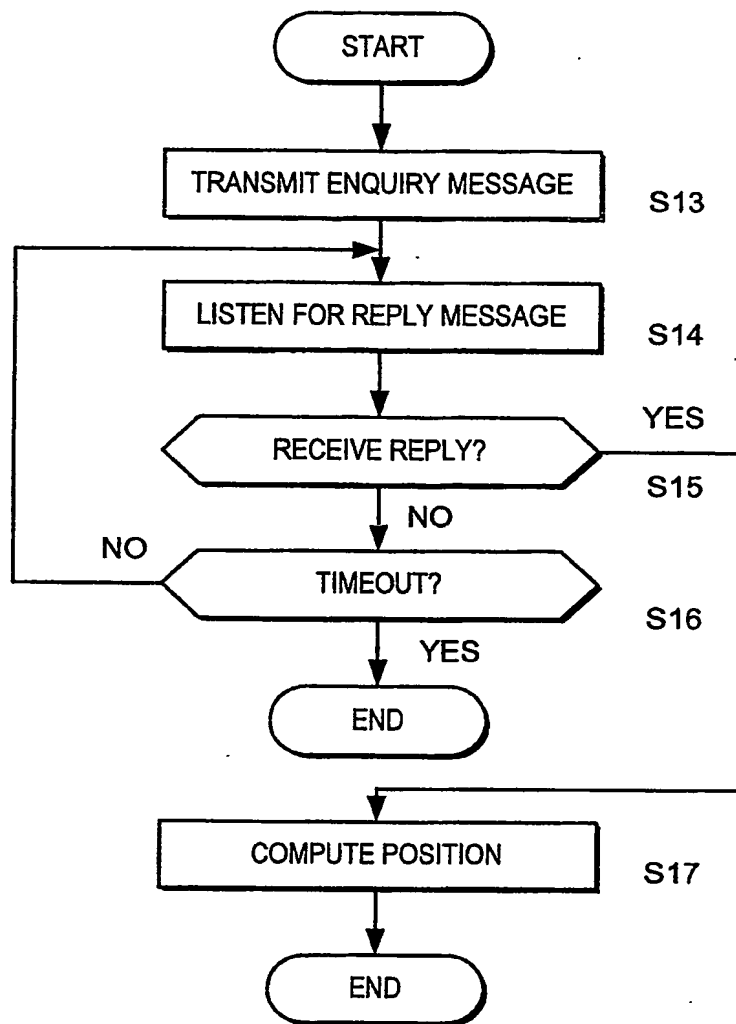 START
TRANSMIT ENQUIRY MESSAGE
S13
LISTEN FOR REPLY MESSAGE
S14
YES
RECEIVE REPLY?
S15
NO
NO
TIMEOUT?
S16
YES
END
COMPUTE POSITION
S17
END